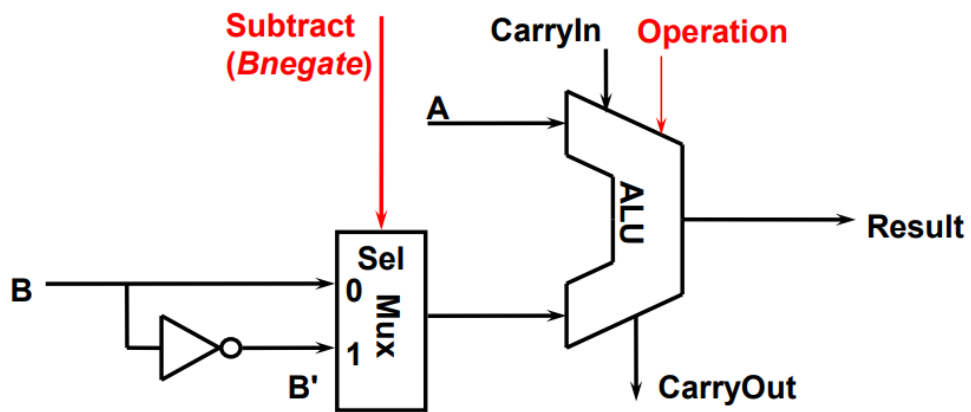 Subtract
(Bnegate)
CarryIn
Operation
A
ALU
Result
Sel
B
0
Mux
1
B'
CarryOut